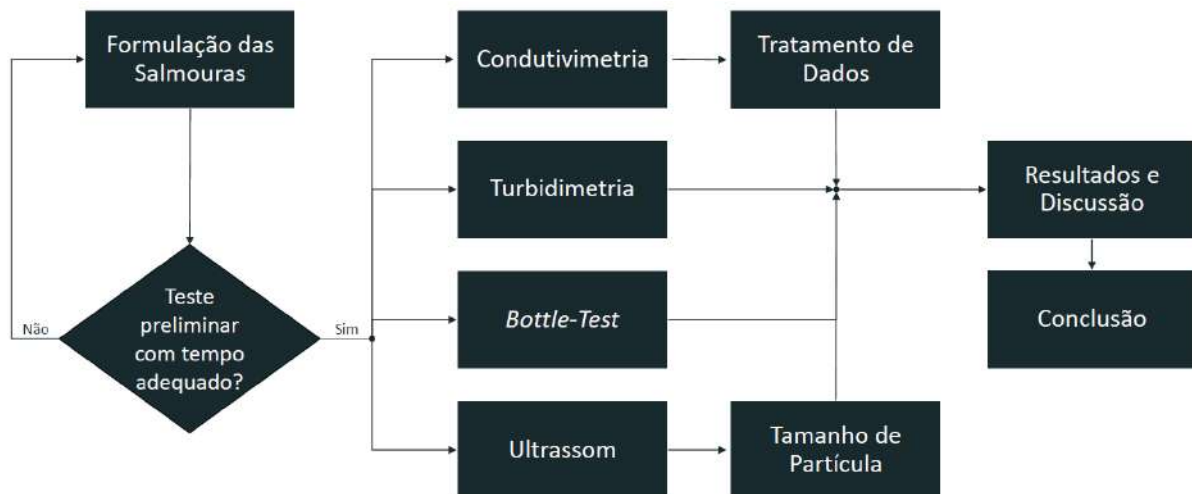 Formulação das
Salmouras
Teste
preliminar
com tempo
adequado?
Não
Sim
Condutivimetria
Tratamento de
Dados
Turbidimetria
Bottle-Test
Ultrassom
Tamanho de
Partícula
Resultados e
Discussão
Conclusão